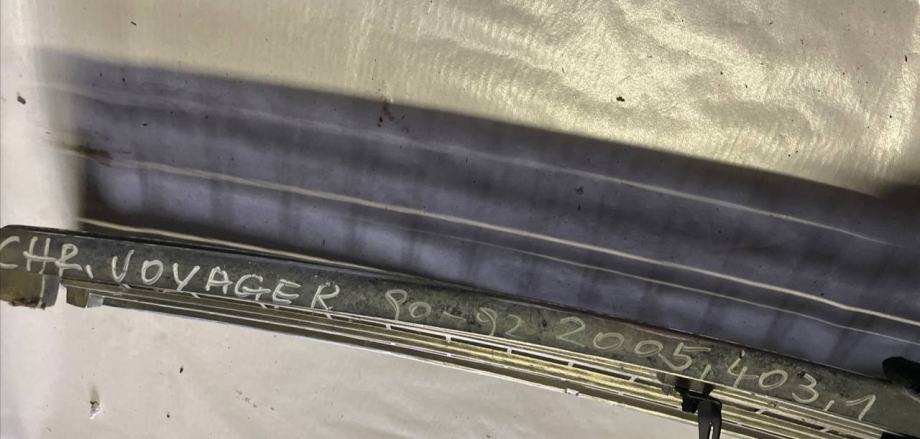 CHR. VOYAGER 90-92 2005,403,1